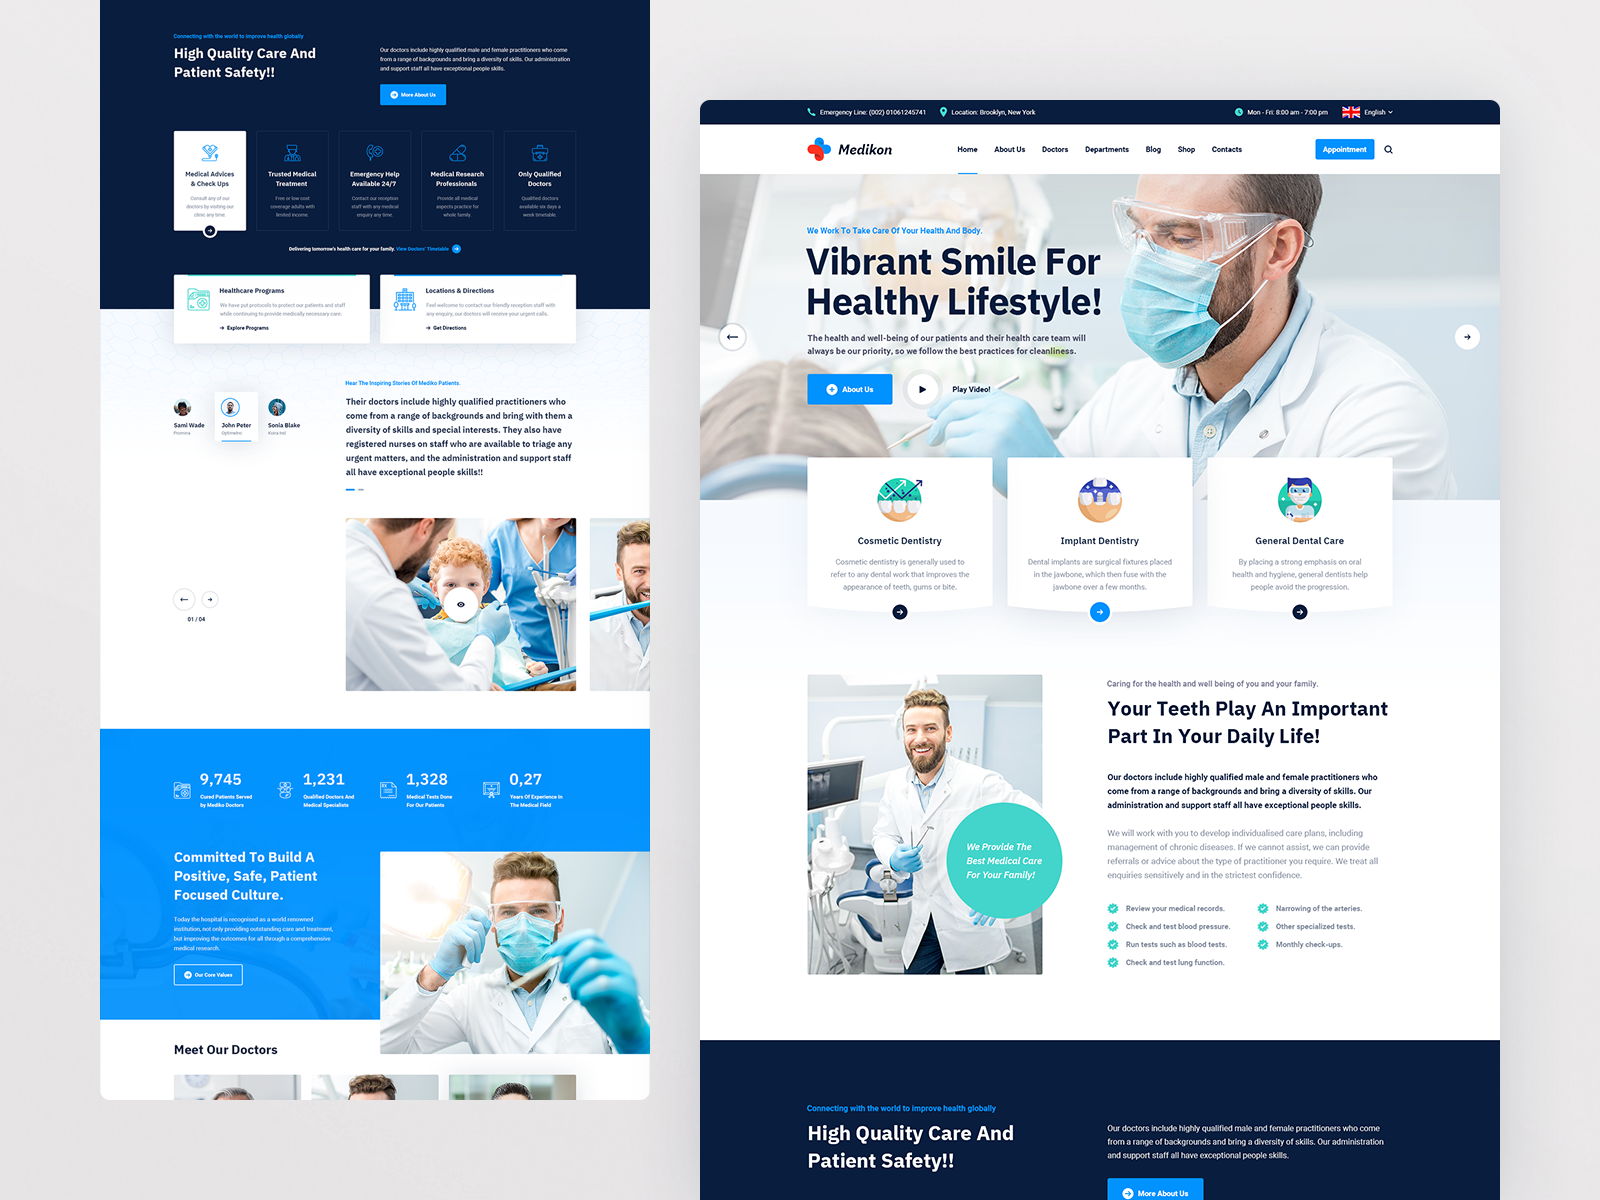 Connecting with the world to improve health globally
High Quality Care And
Patient Safety!!
Our doctors include highly qualified male and female practitioners who come
from a range of backgrounds and bring a diversity of skills. Our administration
and support staff all have exceptional people skills.
More About Us
Medical Advices
& Check Ups
Consult any of our
doctors by visiting our
clinic any time.
Trusted Medical
Treatment
Free or low cost
coverage adults with
limited income.
Emergency Help
Available 24/7
Contact our reception
staff with any medical
enquiry any time.
Medical Research
Professionals
Provide all medical
aspects practice for
whole family.
Only Qualified
Doctors
Qualified doctors
available six days a
week timetable.
Delivering tomorrow's health care for your family. View Doctors' Timetable
Healthcare Programs
We have put protocols to protect our patients and staff
while continuing to provide medically necessary care.
Explore Programs
Locations & Directions
Feel welcome to contact our friendly reception staff with
any enquiry, our doctors will receive your urgent calls.
Get Directions
Sami Wade
John Peter
Sonia Blake
Hear The Inspiring Stories Of Mediko Patients.
Their doctors include highly qualified practitioners who
come from a range of backgrounds and bring with them a
diversity of skills and special interests. They also have
registered nurses on staff who are available to triage any
urgent matters, and the administration and support staff
all have exceptional people skills!!
01 / 04
9,745
Cured Patients Served
by Mediko Doctors
1,231
Qualified Doctors And
Medical Specialists
1,328
Medical Tests Done
For Our Patients
0,27
Years Of Experience In
The Medical Field
Committed To Build A
Positive, Safe, Patient
Focused Culture.
Today the hospital is recognised as a world renowned
institution, not only providing outstanding care and treatment,
but improving the outcomes for all through a comprehensive
medical research.
Our Core Values
Meet Our Doctors
Emergency Line: (002) 01061245741
Location: Brooklyn, New York
Mon - Fri: 8:00 am - 7:00 pm
English
Medikon
Home
About Us
Doctors
Departments
Blog
Shop
Contacts
Appointment
We Work To Take Care Of Your Health And Body.
Vibrant Smile For
Healthy Lifestyle!
The health and well-being of our patients and their health care team will
always be our priority, so we follow the best practices for cleanliness.
About Us
Play Video!
Cosmetic Dentistry
Cosmetic dentistry is generally used to
refer to any dental work that improves the
appearance of teeth, gums or bite.
Implant Dentistry
Dental implants are surgical fixtures placed
in the jawbone, which then fuse with the
jawbone over a few months.
General Dental Care
By placing a strong emphasis on oral
health and hygiene, general dentists help
people avoid the progression.
We Provide The
Best Medical Care
For Your Family!
Caring for the health and well being of you and your family.
Your Teeth Play An Important
Part In Your Daily Life!
Our doctors include highly qualified male and female practitioners who
come from a range of backgrounds and bring a diversity of skills. Our
administration and support staff all have exceptional people skills.
We will work with you to develop individualised care plans, including
management of chronic diseases. If we cannot assist, we can provide
referrals or advice about the type of practitioner you require. We treat all
enquiries sensitively and in the strictest confidence.
Review your medical records.
Check and test blood pressure.
Run tests such as blood tests.
Check and test lung function.
Narrowing of the arteries.
Other specialized tests.
Monthly check-ups.
Connecting with the world to improve health globally
High Quality Care And
Patient Safety!!
Our doctors include highly qualified male and female practitioners who come
from a range of backgrounds and bring a diversity of skills. Our administration
and support staff all have exceptional people skills.
More About Us